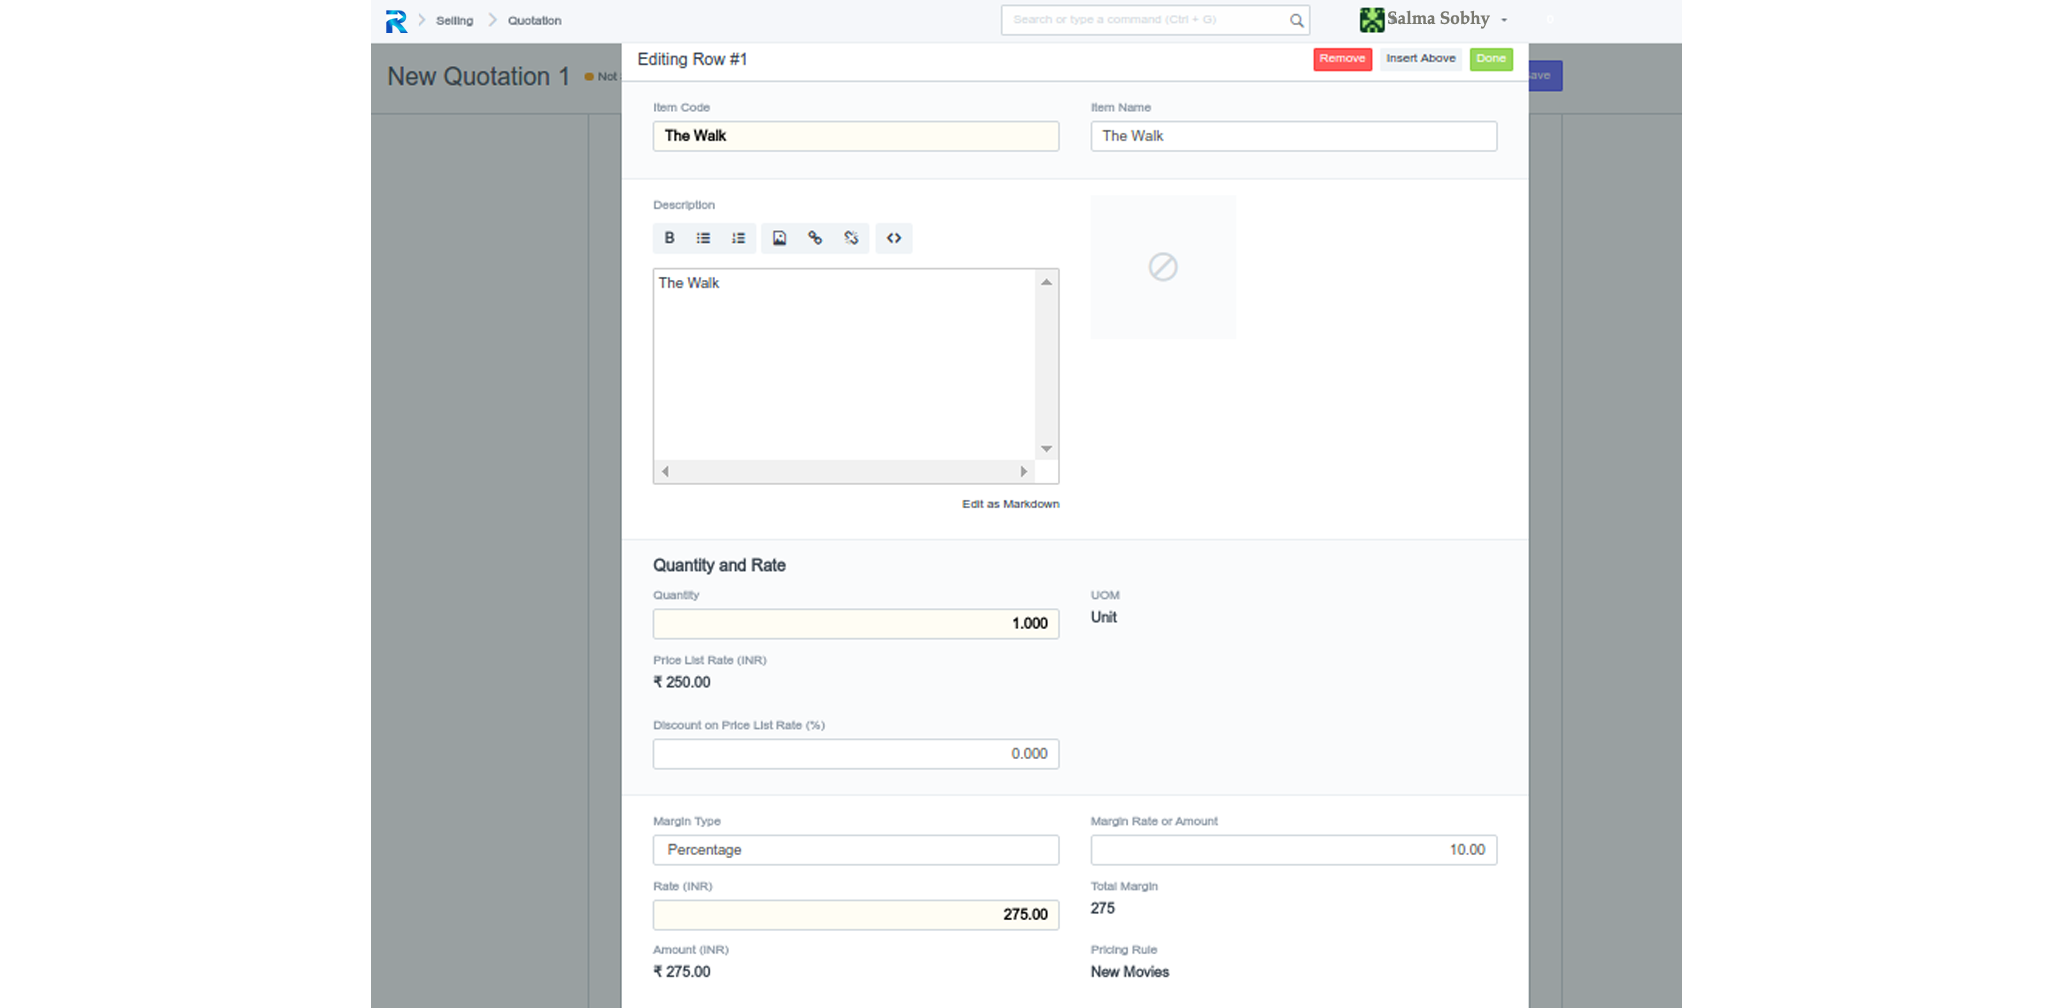 Selling Quotation Search or type a command (Ctrl + G) Salma Sobhy
Editing Row #1 Remove Insert Above Done
New Quotation 1 Not
Item Code Item Name
The Walk The Walk
Description
B
The Walk
Edit as Markdown
Quantity and Rate
Quantity UOM
1.000 Unit
Price List Rate (INR)
₹ 250.00
Discount on Price List Rate (%)
0.000
Margin Type Margin Rate or Amount
Percentage 10.00
Rate (INR) Total Margin
275.00 275
Amount (INR) Pricing Rule
₹ 275.00 New Movies